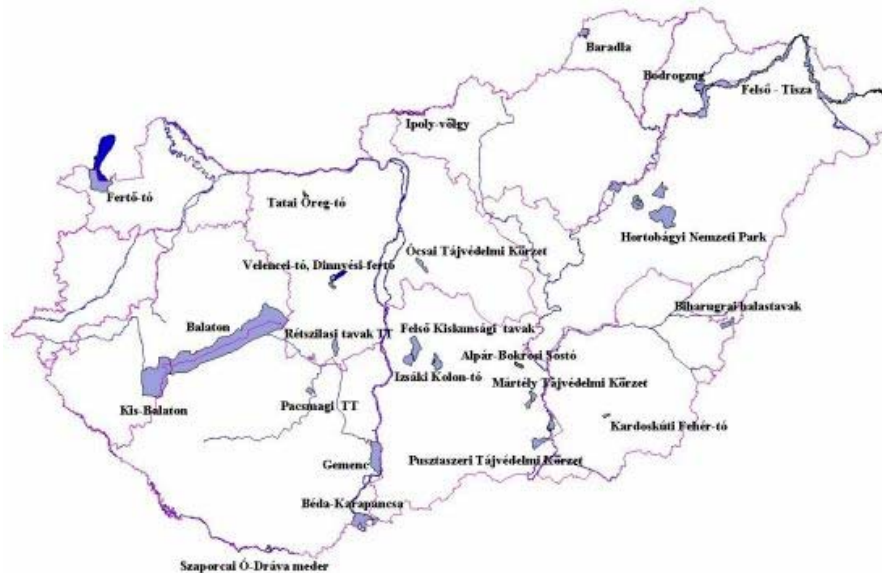 Baradla
Bodrogzug
Felső - Tisza
Ipoly-völgy
Fertő-tó
Tatai Öreg-tó
Hortobágyi Nemzeti Park
Ócsai Tájvédelmi Körzet
Velencei-tó, Dinnyési-fertő
Biharugrai halastavak
Balaton
Rétszilasi tavak TT
Felső Kiskunsági tavak
Alpár-Bokrosi Sóstó
Izsáki Kolon-tó
Mártély Tájvédelmi Körzet
Kis-Balaton
Pacsmagi TT
Kardoskúti Fehér-tó
Gemenc
Pusztaszeri Tájvédelmi Körzet
Béda-Karapancsa
Szaporcai Ó-Dráva meder